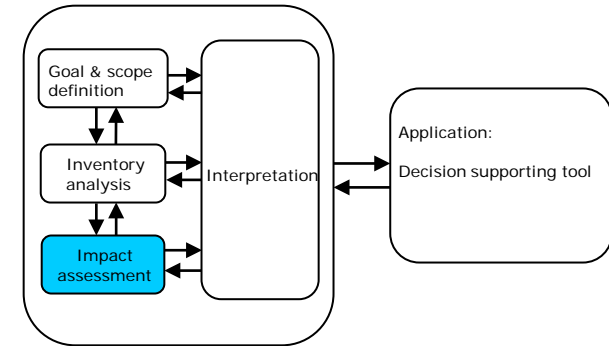 Goal & scope
definition
Inventory
analysis
Impact
assessment
Interpretation
Application:
Decision supporting tool